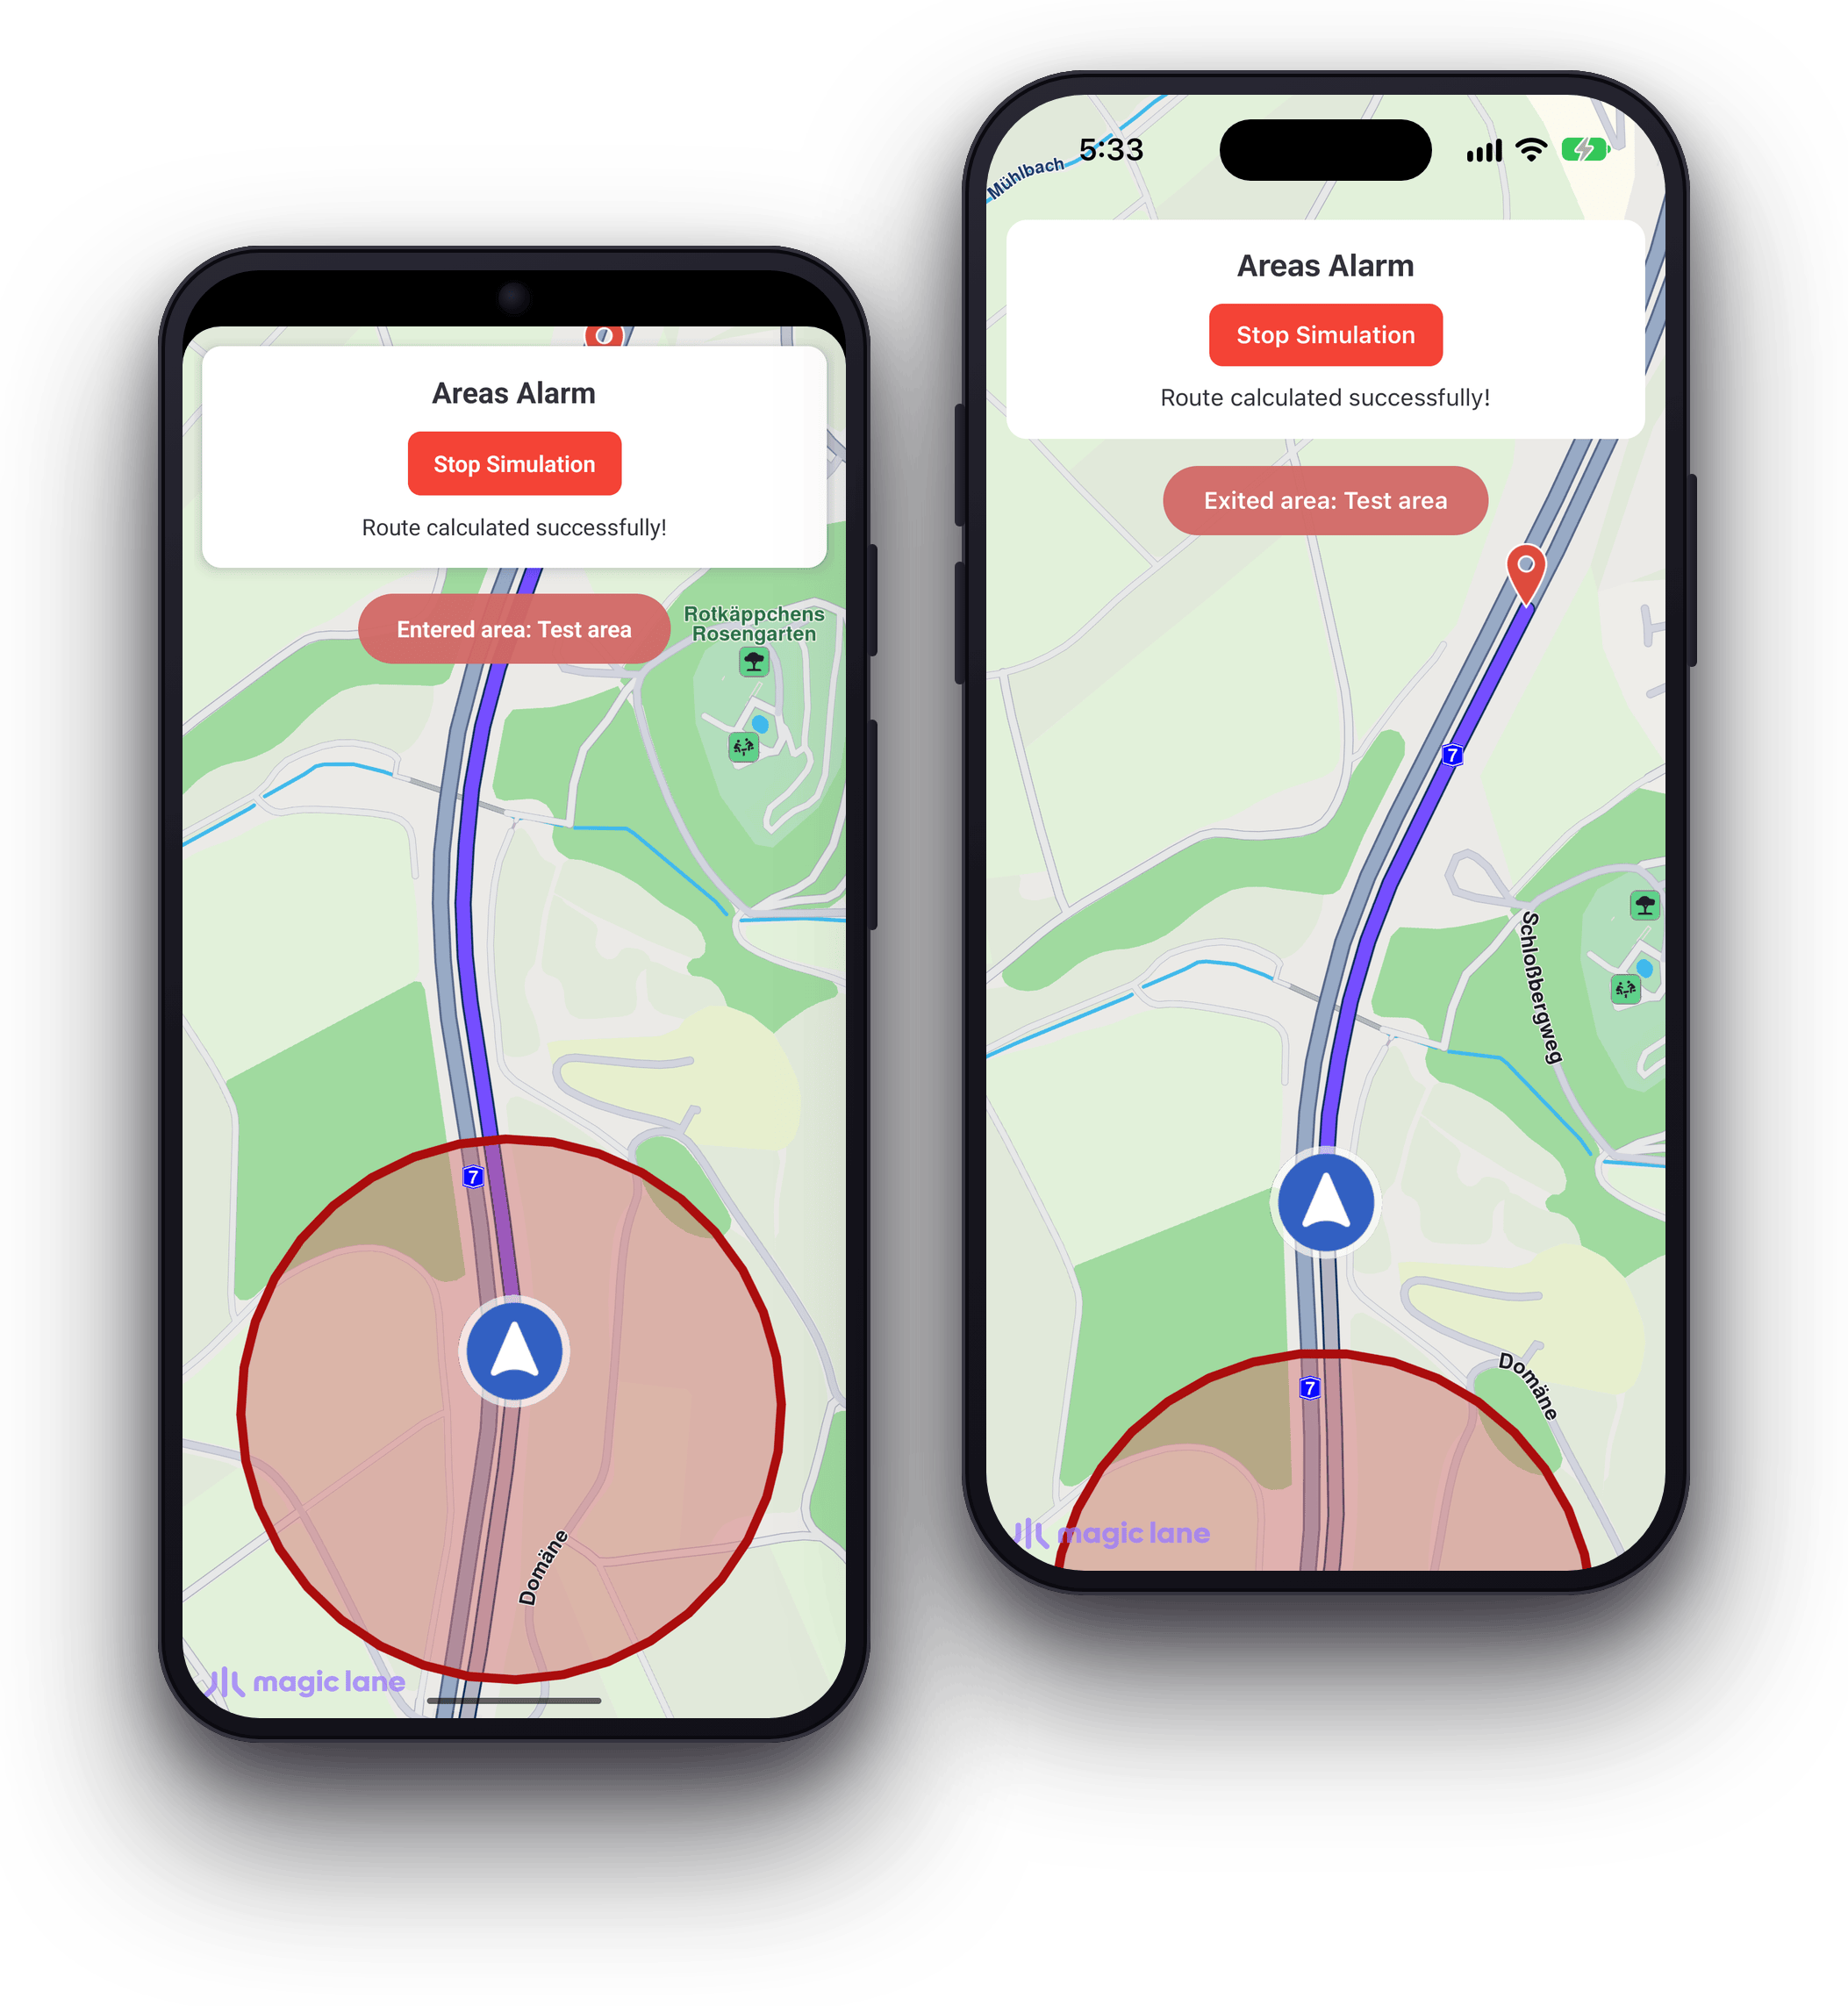 Areas Alarm
Stop Simulation
Route calculated successfully!
Entered area: Test area
Rotkäppchens
Rosengarten
7
Domäne
magic lane
5:33
Mühlbach
Areas Alarm
Stop Simulation
Route calculated successfully!
Exited area: Test area
7
Schloßbergweg
Domäne
7
magic lane